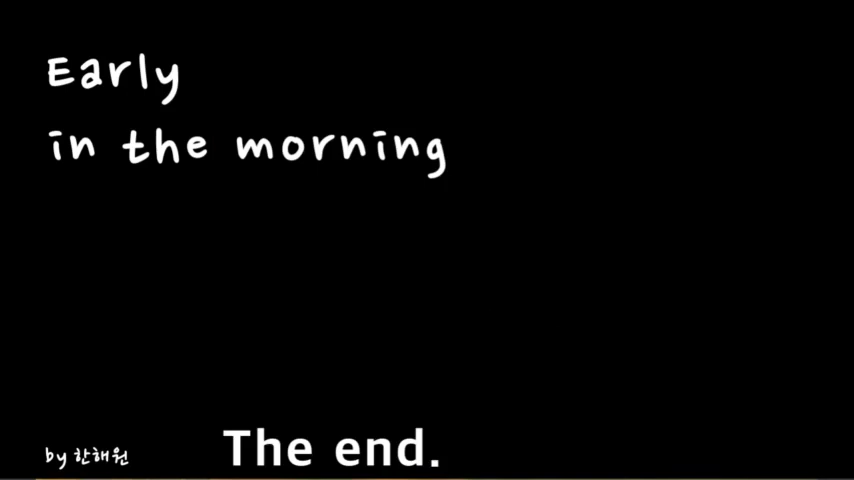 Early
in the morning
by 한해원
The end.